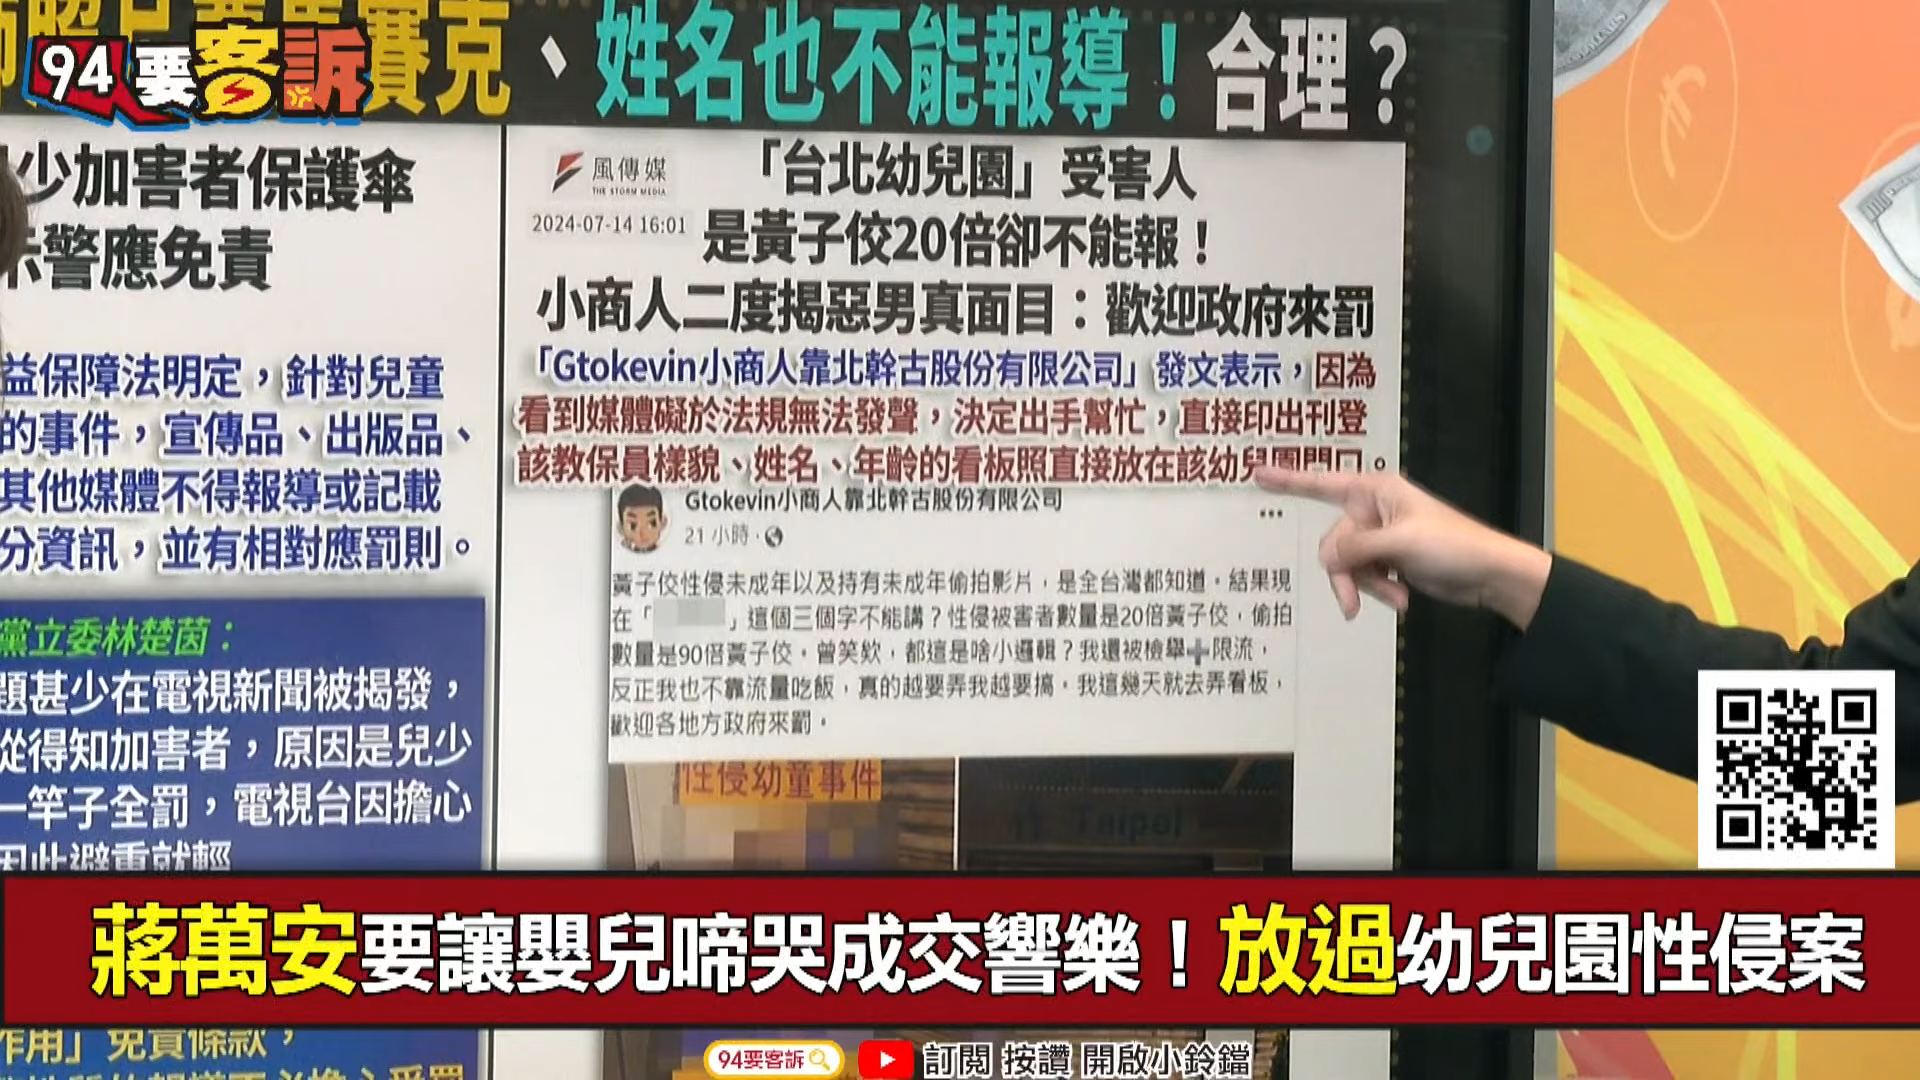 94要客訴
賽克、姓名也不能報導！合理？
少加害者保護傘
示警應免責
益保障法明定，針對兒童
的事件，宣傳品、出版品、
其他媒體不得報導或記載
分資訊，並有相對應罰則。
黨立委林楚茵：
題甚少在電視新聞被揭發，
從得知加害者，原因是兒少
一竿子全罰，電視台因擔心
因此避重就輕
作用」免責條款，
風傳媒
THE STORM MEDIA
2024-07-14 16:01
「台北幼兒園」受害人
是黃子佼20倍卻不能報！
小商人二度揭惡男真面目：歡迎政府來罰
「Gtokevin小商人靠北幹古股份有限公司」發文表示，因為
看到媒體礙於法規無法發聲，決定出手幫忙，直接印出刊登
該教保員樣貌、姓名、年齡的看板照直接放在該幼兒園門口。
Gtokevin小商人靠北幹古股份有限公司
21 小時
黃子佼性侵未成年以及持有未成年偷拍影片，是全台灣都知道。結果現
在「　　」這個三個字不能講？性侵被害者數量是20倍黃子佼，偷拍
數量是90倍黃子佼，曾笑欸，都這是啥小邏輯？我還被檢舉➕限流，
反正我也不靠流量吃飯，真的越要弄我越要搞，我這幾天就去弄看板，
歡迎各地方政府來罰。
性侵幼童事件
Taipei
蔣萬安要讓嬰兒啼哭成交響樂！放過幼兒園性侵案
94要客訴
訂閱 按讚 開啟小鈴鐺